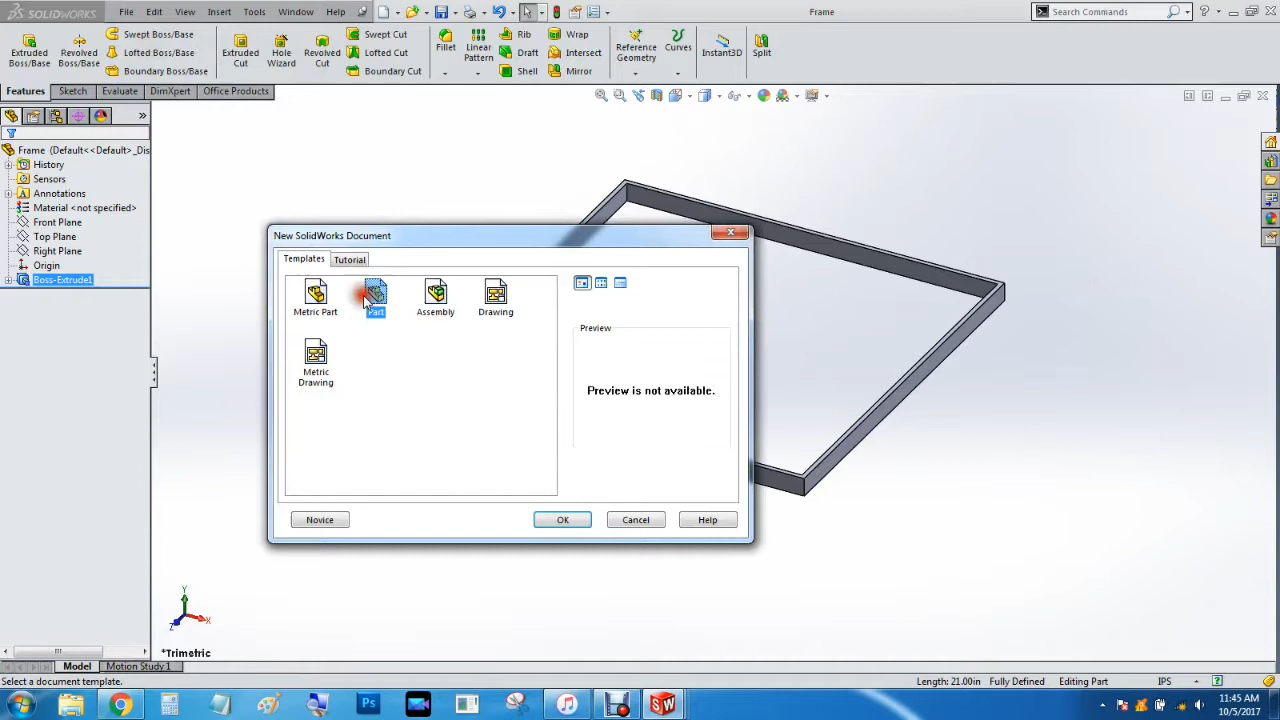 SOLIDWORKS File Edit View Insert Tools Window Help Frame Search Commands
Extruded Boss/Base
Revolved Boss/Base
Swept Boss/Base
Lofted Boss/Base
Boundary Boss/Base
Extruded Cut
Hole Wizard
Revolved Cut
Swept Cut
Lofted Cut
Boundary Cut
Fillet
Linear Pattern
Rib
Draft
Shell
Wrap
Intersect
Mirror
Reference Geometry
Curves
Instant3D
Split
Features Sketch Evaluate DimXpert Office Products
Frame (Default<<Default>_Dis
History
Sensors
Annotations
Material <not specified>
Front Plane
Top Plane
Right Plane
Origin
Boss-Extrude1
New SolidWorks Document
Templates Tutorial
Metric Part
Part
Assembly
Drawing
Metric
Drawing
Preview
Preview is not available.
Novice OK Cancel Help
Y
X
Z
*Trimetric
Model Motion Study 1
Select a document template. Length: 21.00in Fully Defined Editing Part IPS
Ps
SW
11:45 AM
10/5/2017